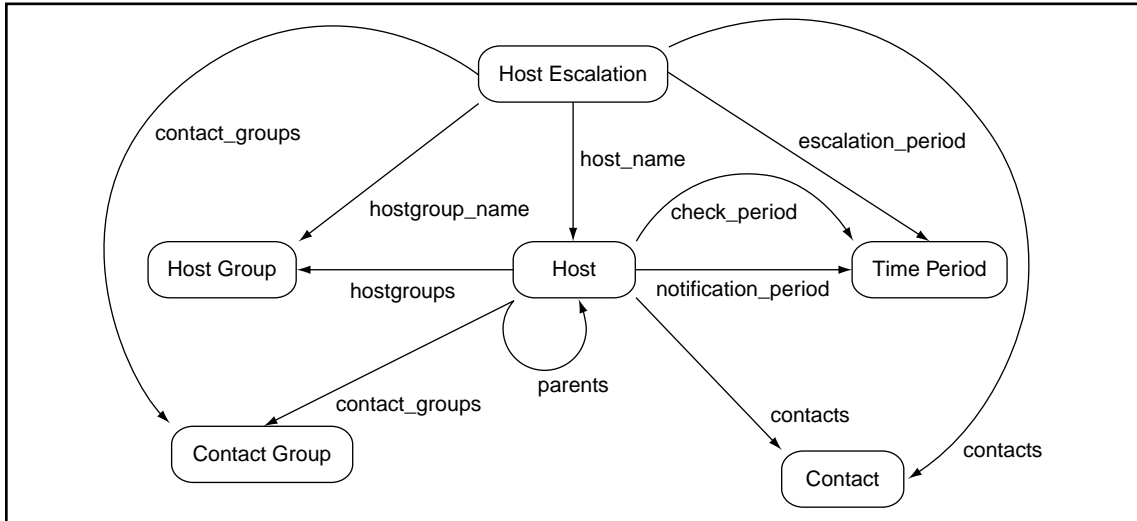 Host Escalation
contact_groups
escalation_period
host_name
check_period
hostgroup_name
Host Group
Host
Time Period
hostgroups
notification_period
parents
contact_groups
contacts
Contact Group
contacts
Contact